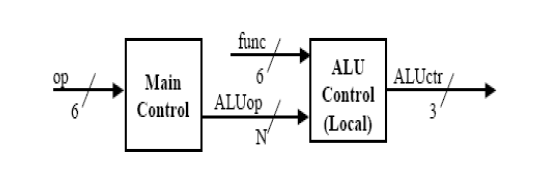 op
6
Main
Control
ALUop
N
func
6
ALU
Control
(Local)
ALUctr
3